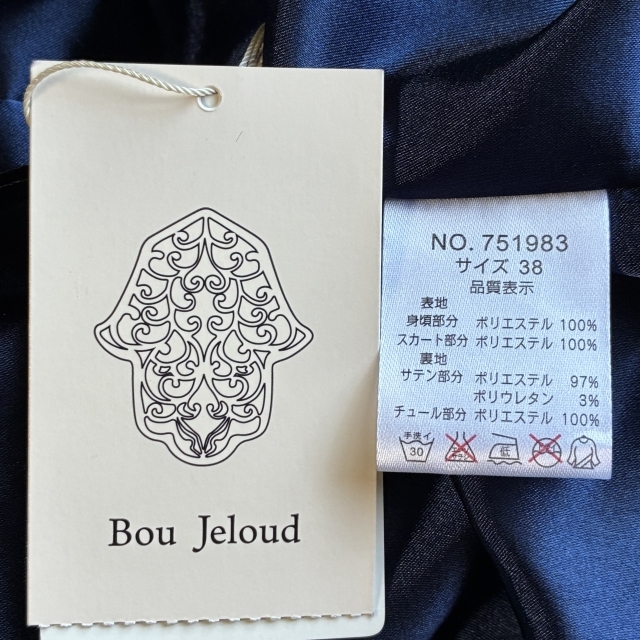 Bou Jeloud
NO. 751983
サイズ 38
品質表示
表地
身頃部分 ポリエステル 100%
スカート部分 ポリエステル 100%
裏地
サテン部分 ポリエステル 97%
ポリウレタン 3%
チュール部分 ポリエステル 100%
手洗イ
30
低